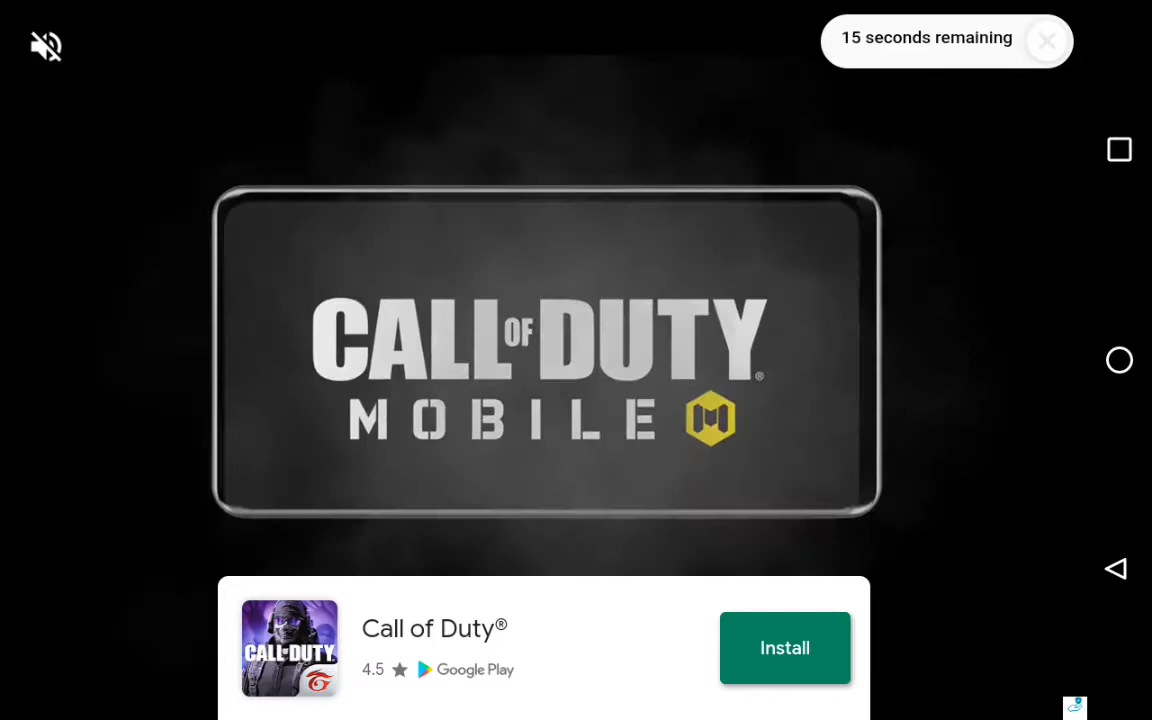 15 seconds remaining
CALL OF DUTY®
MOBILE
Call of Duty®
4.5 ★ Google Play
Install
CALL OF DUTY